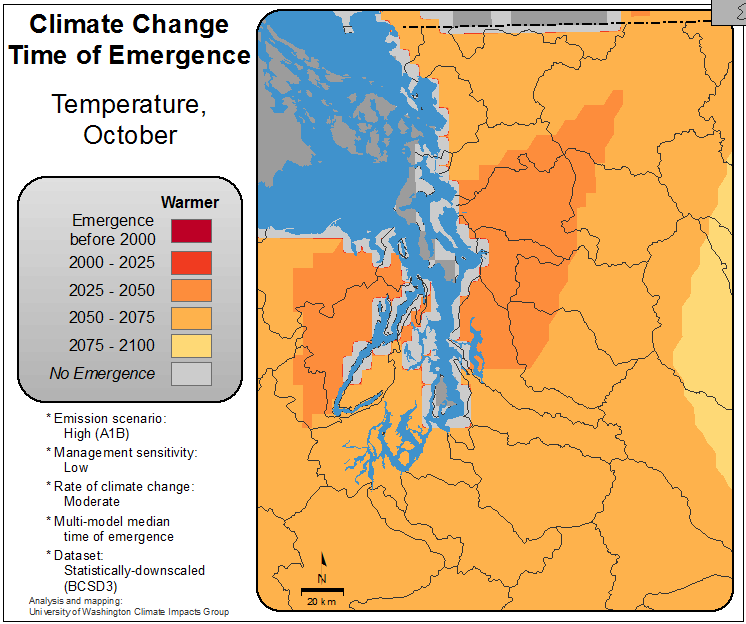 Climate Change
Time of Emergence
Temperature,
October
Warmer
Emergence
before 2000
2000 - 2025
2025 - 2050
2050 - 2075
2075 - 2100
No Emergence
* Emission scenario:
High (A1B)
* Management sensitivity:
Low
* Rate of climate change:
Moderate
* Multi-model median
time of emergence
* Dataset:
Statistically-downscaled
(BCSD3)
Analysis and mapping:
University of Washington Climate Impacts Group
N
20 km